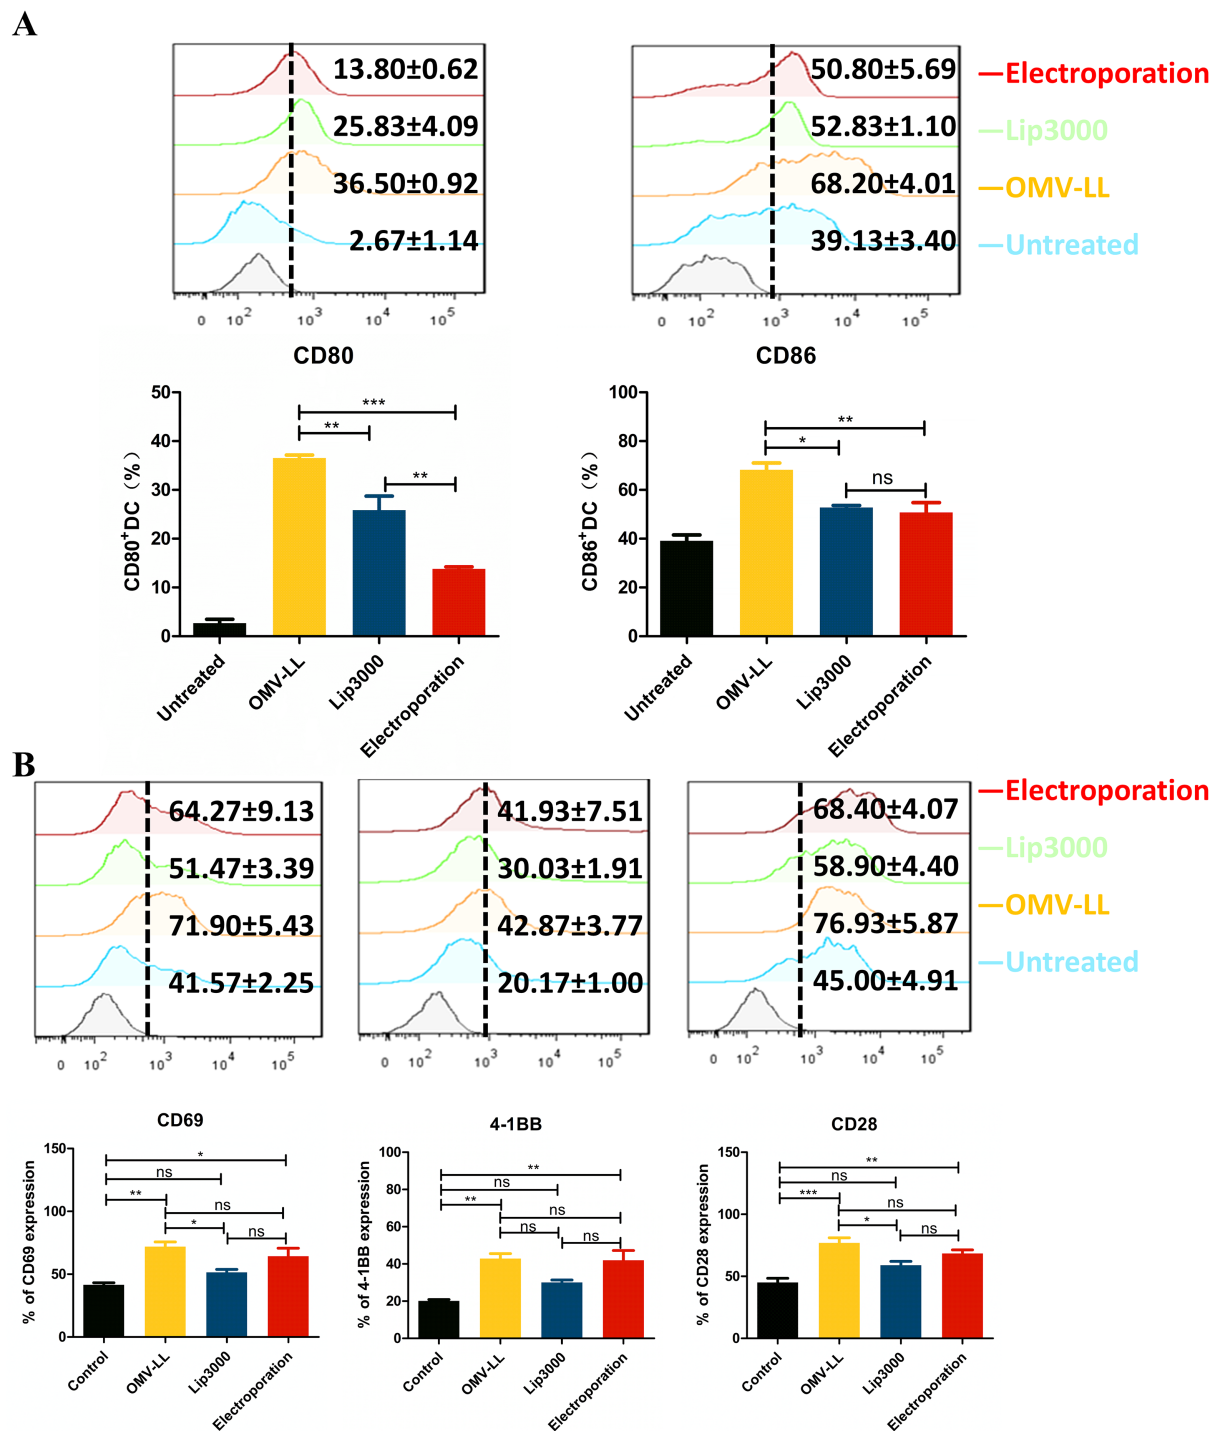 A
13.80±0.62
25.83±4.09
36.50±0.92
2.67±1.14
0 10² 10³ 10⁴ 10⁵
50.80±5.69
52.83±1.10
68.20±4.01
39.13±3.40
0 10² 10³ 10⁴ 10⁵
Electroporation
Lip3000
OMV-LL
Untreated
CD80
CD80⁺DC（%）
50
40
30
20
10
0
***
**
**
Untreated
OMV-LL
Lip3000
Electroporation
CD86
CD86⁺DC（%）
100
80
60
40
20
0
**
*
ns
Untreated
OMV-LL
Lip3000
Electroporation
B
64.27±9.13
51.47±3.39
71.90±5.43
41.57±2.25
0 10² 10³ 10⁴ 10⁵
41.93±7.51
30.03±1.91
42.87±3.77
20.17±1.00
0 10² 10³ 10⁴ 10⁵
68.40±4.07
58.90±4.40
76.93±5.87
45.00±4.91
0 10² 10³ 10⁴ 10⁵
Electroporation
Lip3000
OMV-LL
Untreated
CD69
% of CD69 expression
150
100
50
0
*
ns
**
ns
*
ns
Control
OMV-LL
Lip3000
Electroporation
4-1BB
% of 4-1BB expression
100
80
60
40
20
0
**
ns
**
ns
ns
ns
Control
OMV-LL
Lip3000
Electroporation
CD28
% of CD28 expression
150
100
50
0
**
ns
***
ns
*
ns
Control
OMV-LL
Lip3000
Electroporation